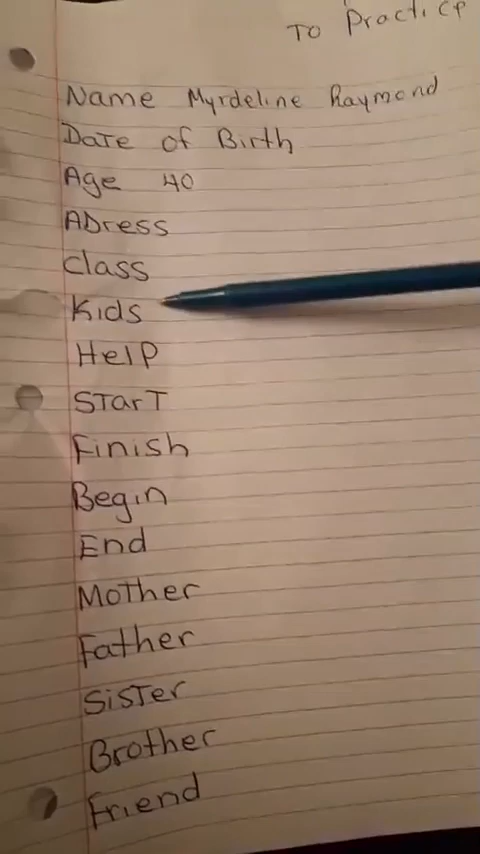 To Practice
Name Myrdeline Raymond
Date of Birth
Age 40
ADress
Class
Kids
Help
STarT
Finish
Begin
End
Mother
Father
Sister
Brother
Friend